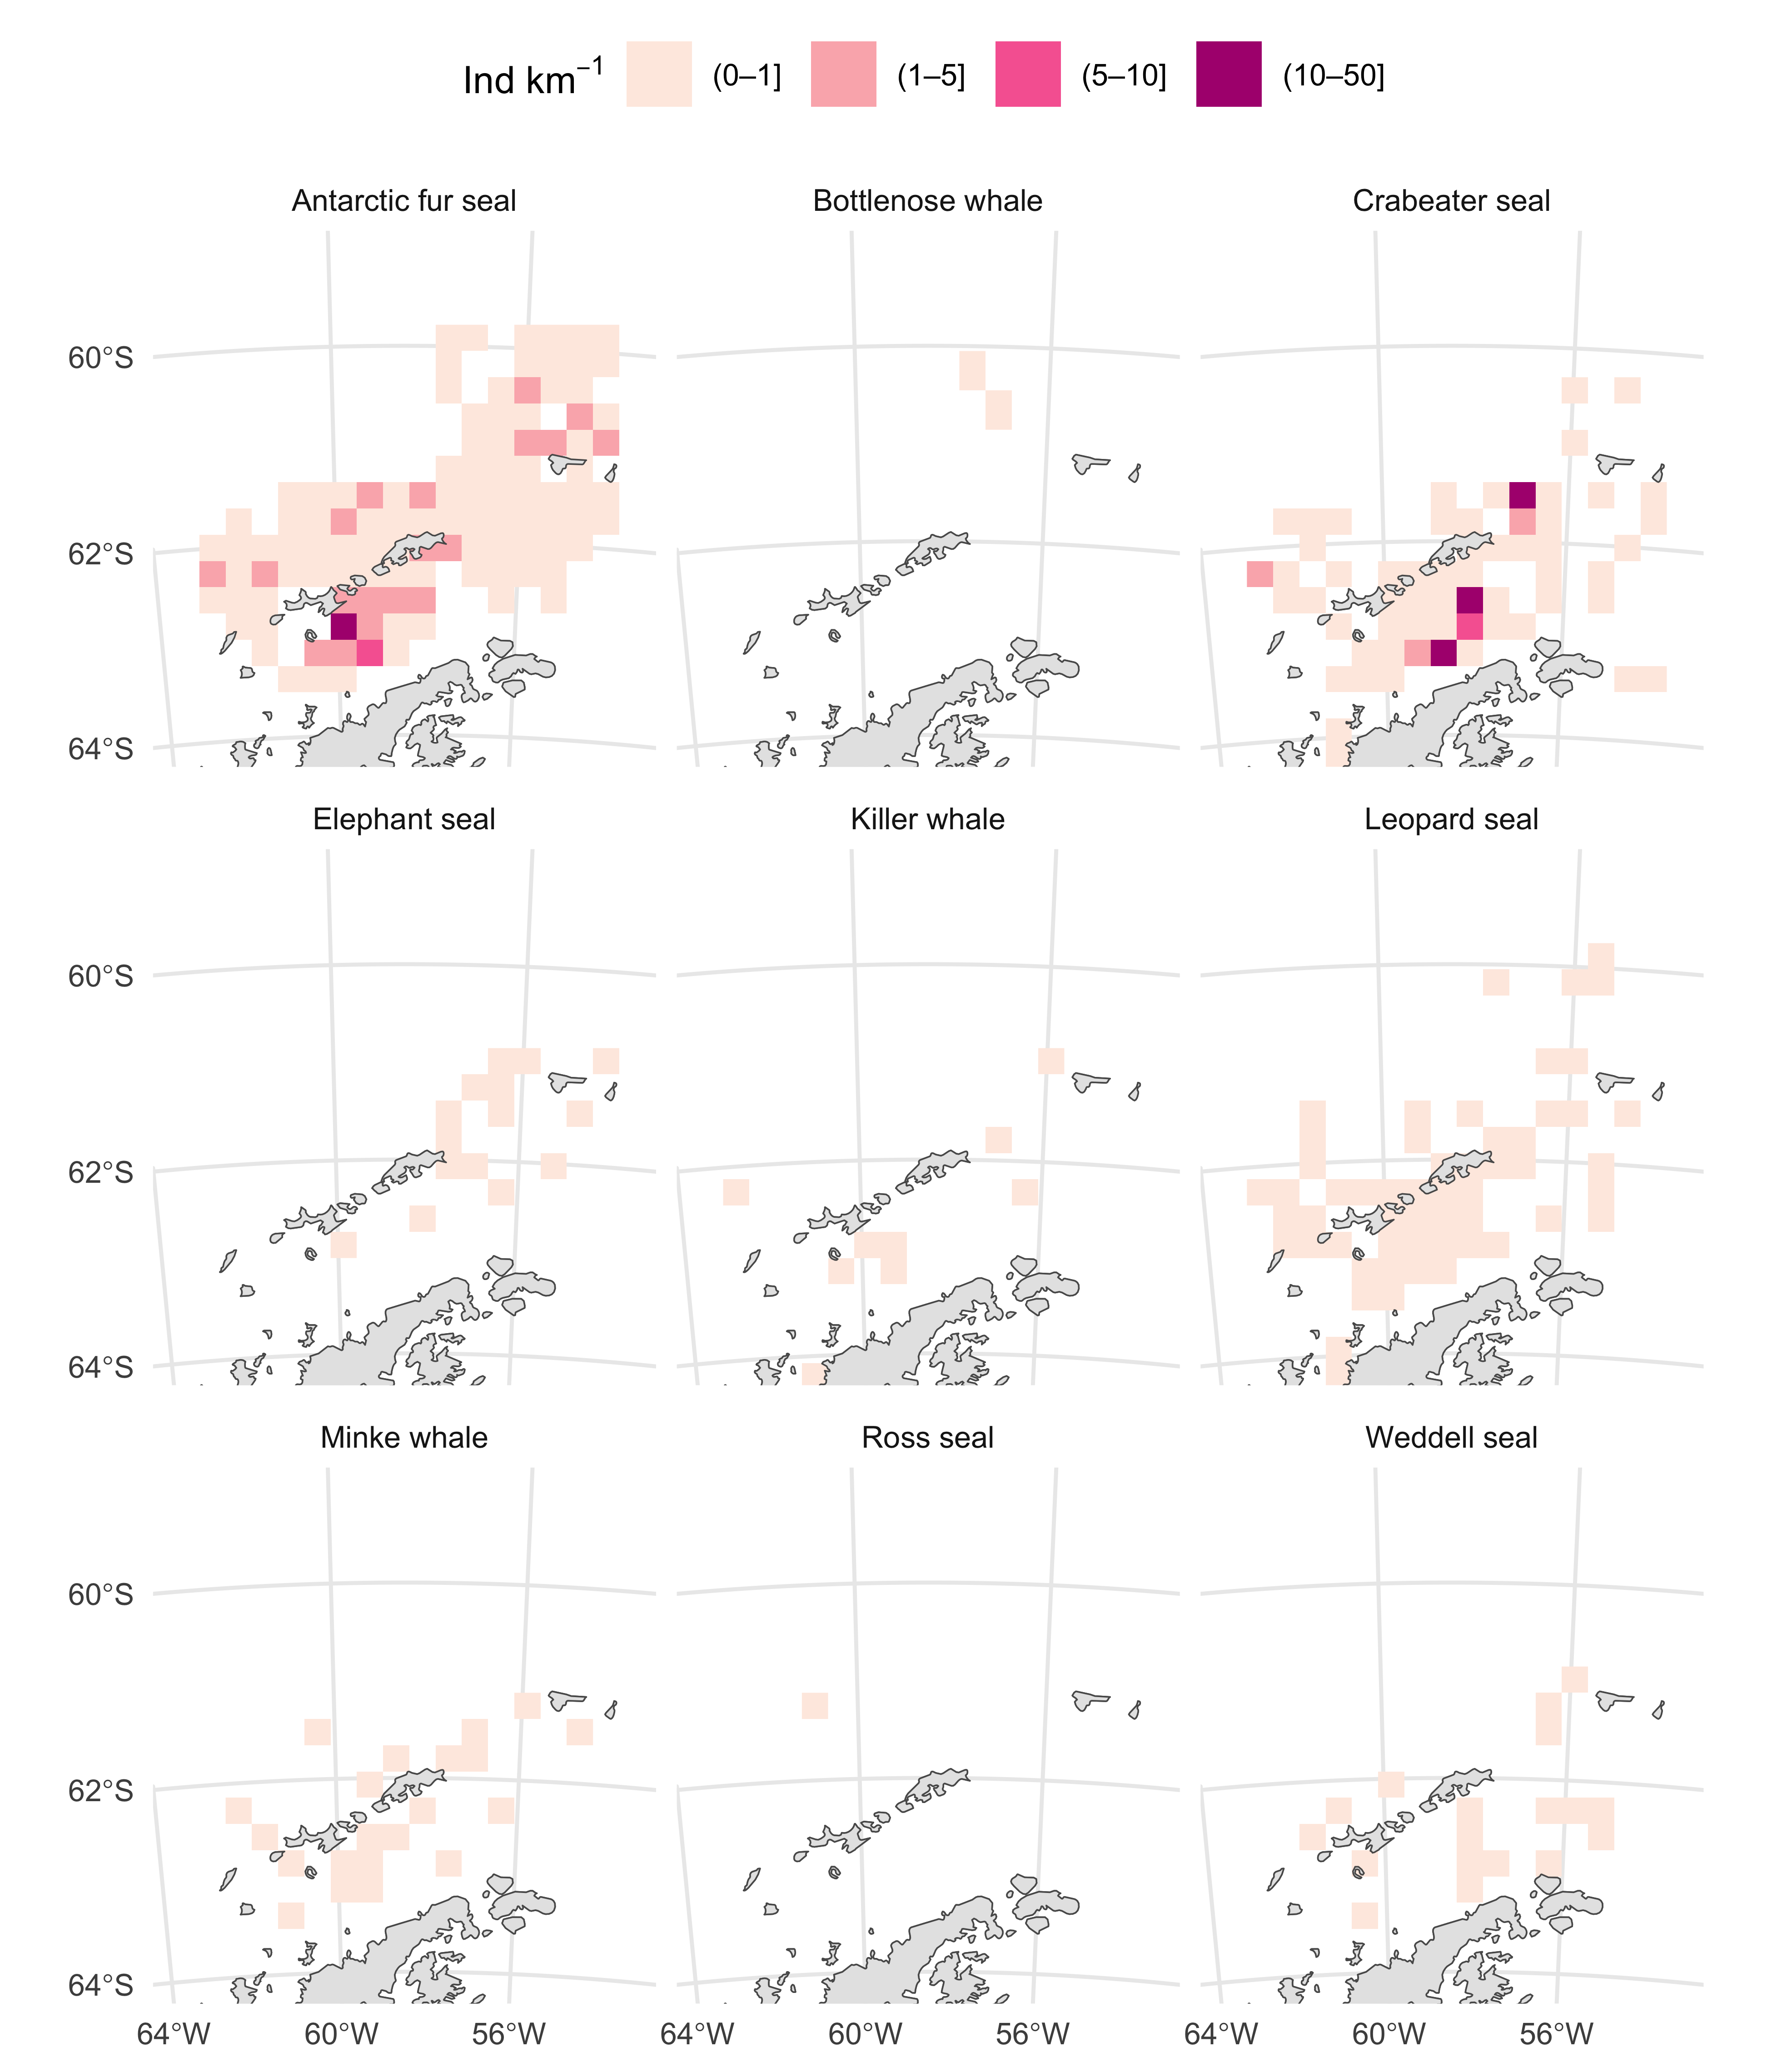 Ind km⁻¹ (0–1] (1–5] (5–10] (10–50]
Antarctic fur seal Bottlenose whale Crabeater seal
60°S
62°S
64°S
Elephant seal Killer whale Leopard seal
60°S
62°S
64°S
Minke whale Ross seal Weddell seal
60°S
62°S
64°S
64°W 60°W 56°W 64°W 60°W 56°W 64°W 60°W 56°W